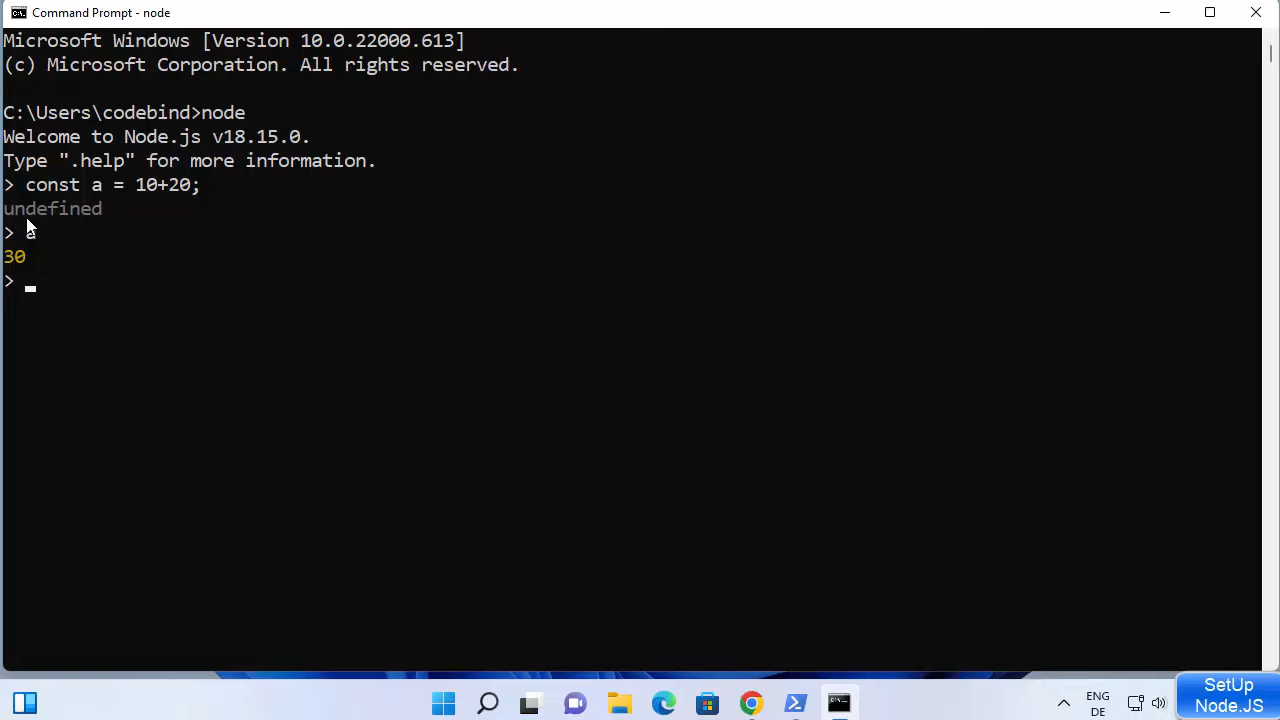 Command Prompt - node
Microsoft Windows [Version 10.0.22000.613]
(c) Microsoft Corporation. All rights reserved.
C:\Users\codebind>node
Welcome to Node.js v18.15.0.
Type ".help" for more information.
> const a = 10+20;
undefined
> a
30
>
ENG
DE
SetUp
Node.JS